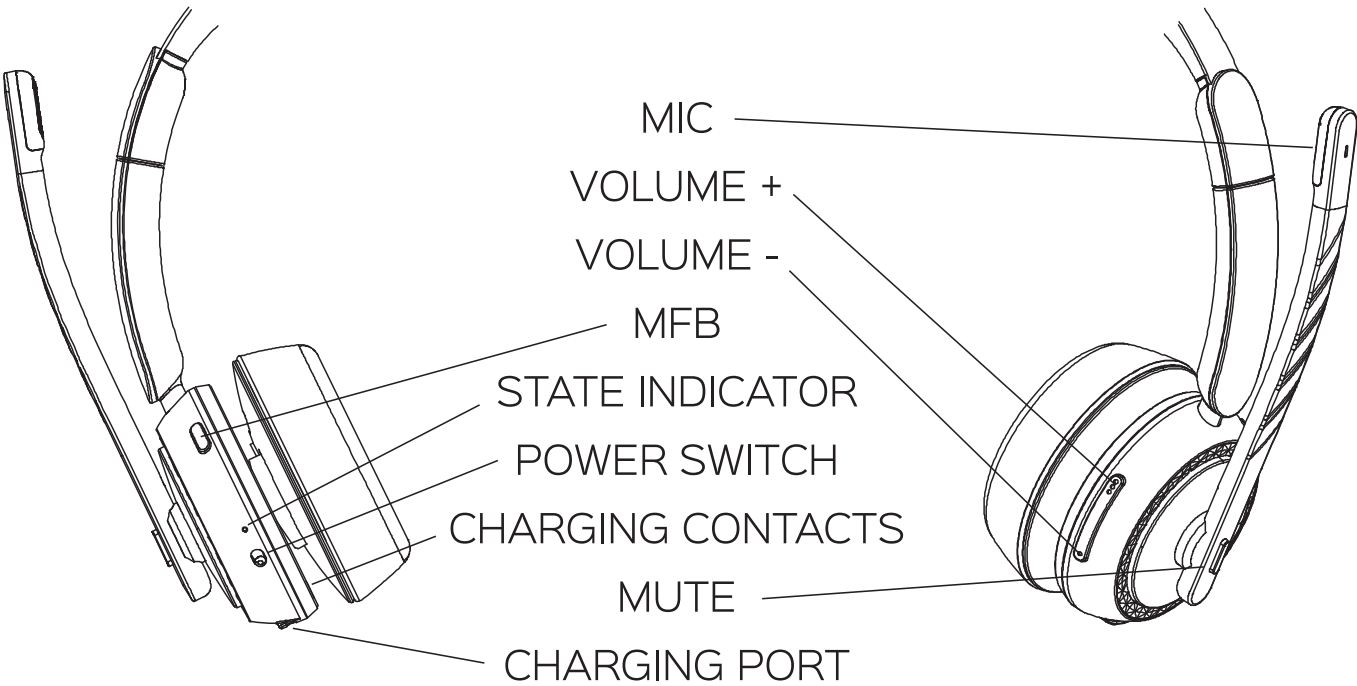 MIC
VOLUME +
VOLUME -
MFB
STATE INDICATOR
POWER SWITCH
CHARGING CONTACTS
MUTE
CHARGING PORT